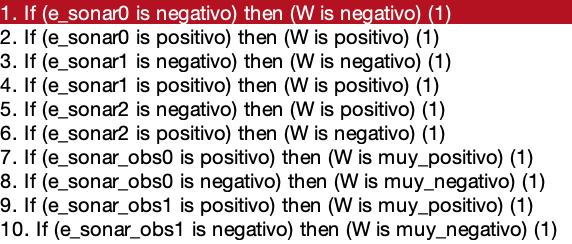 1. If (e_sonar0 is negativo) then (W is negativo) (1)
2. If (e_sonar0 is positivo) then (W is positivo) (1)
3. If (e_sonar1 is negativo) then (W is negativo) (1)
4. If (e_sonar1 is positivo) then (W is positivo) (1)
5. If (e_sonar2 is negativo) then (W is positivo) (1)
6. If (e_sonar2 is positivo) then (W is negativo) (1)
7. If (e_sonar_obs0 is positivo) then (W is muy_positivo) (1)
8. If (e_sonar_obs0 is negativo) then (W is muy_negativo) (1)
9. If (e_sonar_obs1 is positivo) then (W is muy_positivo) (1)
10. If (e_sonar_obs1 is negativo) then (W is muy_negativo) (1)